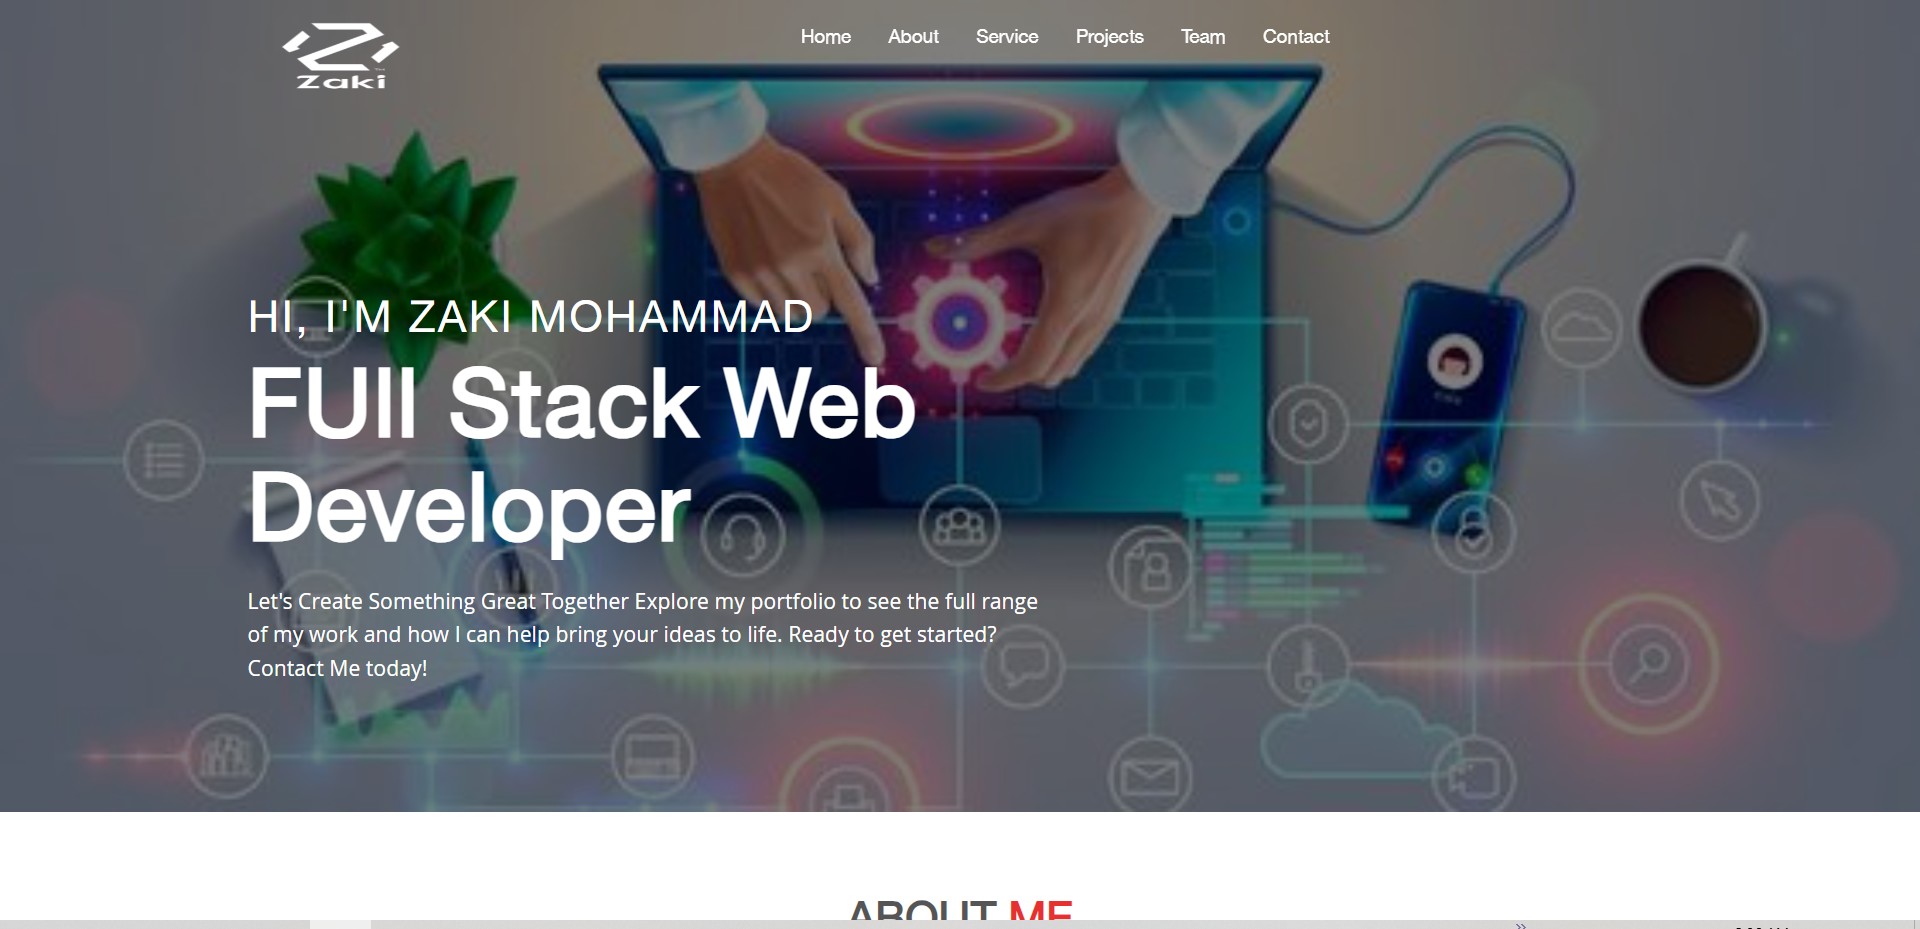 Zaki
Home About Service Projects Team Contact
HI, I'M ZAKI MOHAMMAD
FUll Stack Web
Developer
Let's Create Something Great Together Explore my portfolio to see the full range
of my work and how I can help bring your ideas to life. Ready to get started?
Contact Me today!
ABOUT ME